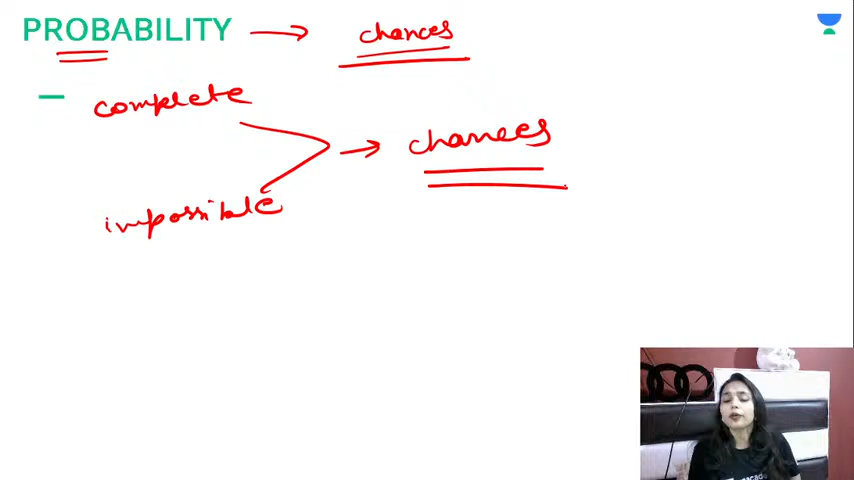 PROBABILITY → chances
complete
→ chances
impossible